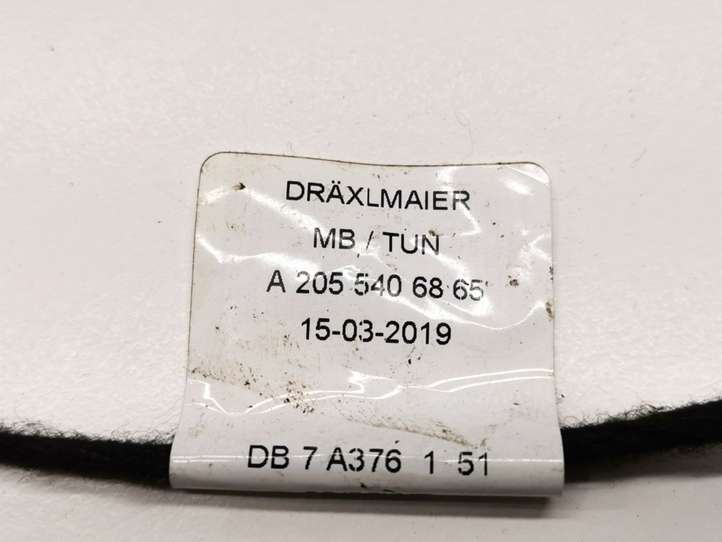 DRÄXLMAIER
MB / TUN
A 205 540 68 65
15-03-2019
DB 7 A376 1 51